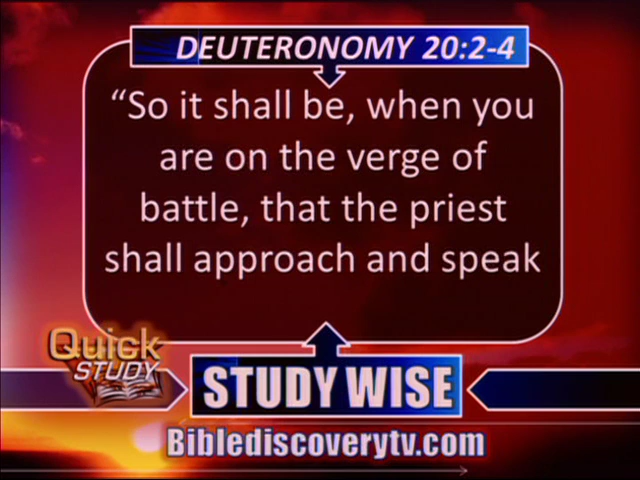 DEUTERONOMY 20:2-4
“So it shall be, when you
are on the verge of
battle, that the priest
shall approach and speak
Quick
STUDY
STUDY WISE
Biblediscoverytv.com